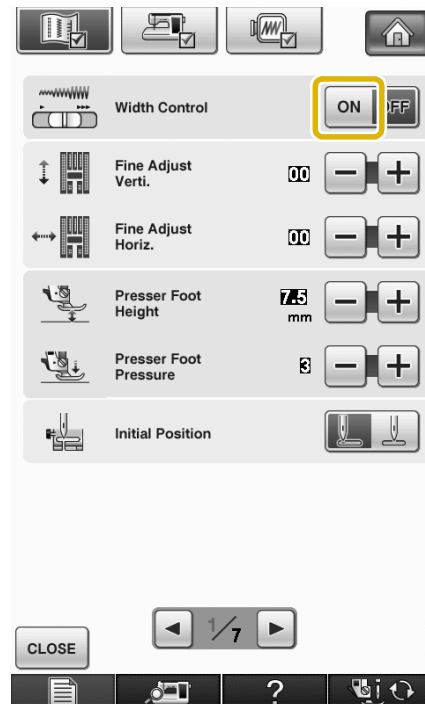 Width Control
ON OFF
Fine Adjust
Verti.
00
Fine Adjust
Horiz.
00
Presser Foot
Height
7.5
mm
Presser Foot
Pressure
3
Initial Position
1/7
CLOSE
?